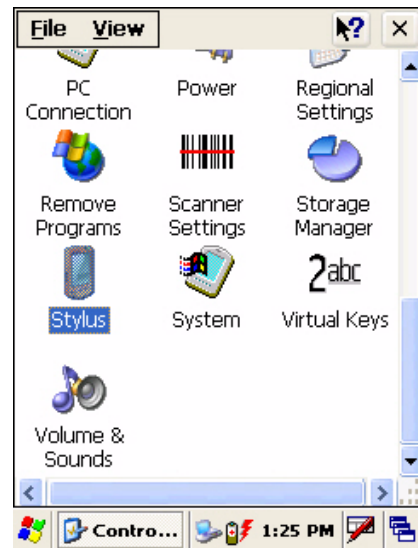 File View
?
PC
Connection
Power
Regional
Settings
Remove
Programs
Scanner
Settings
Storage
Manager
Stylus
System
2abc
Virtual Keys
Volume &
Sounds
Contro... 1:25 PM